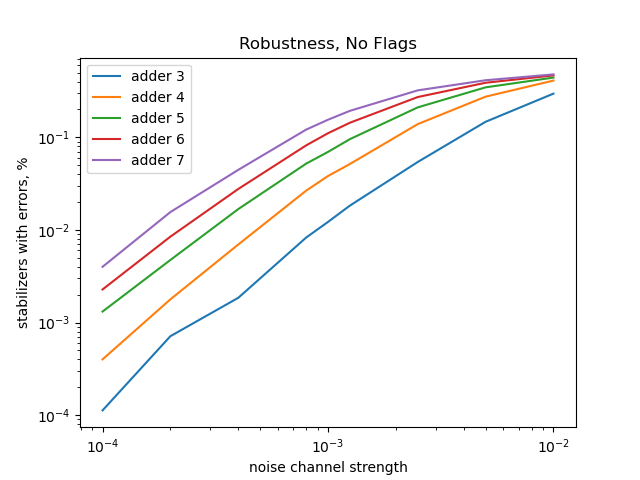 Robustness, No Flags
adder 3
adder 4
adder 5
adder 6
adder 7
stabilizers with errors, %
10⁻¹
10⁻²
10⁻³
10⁻⁴
10⁻⁴
10⁻³
10⁻²
noise channel strength